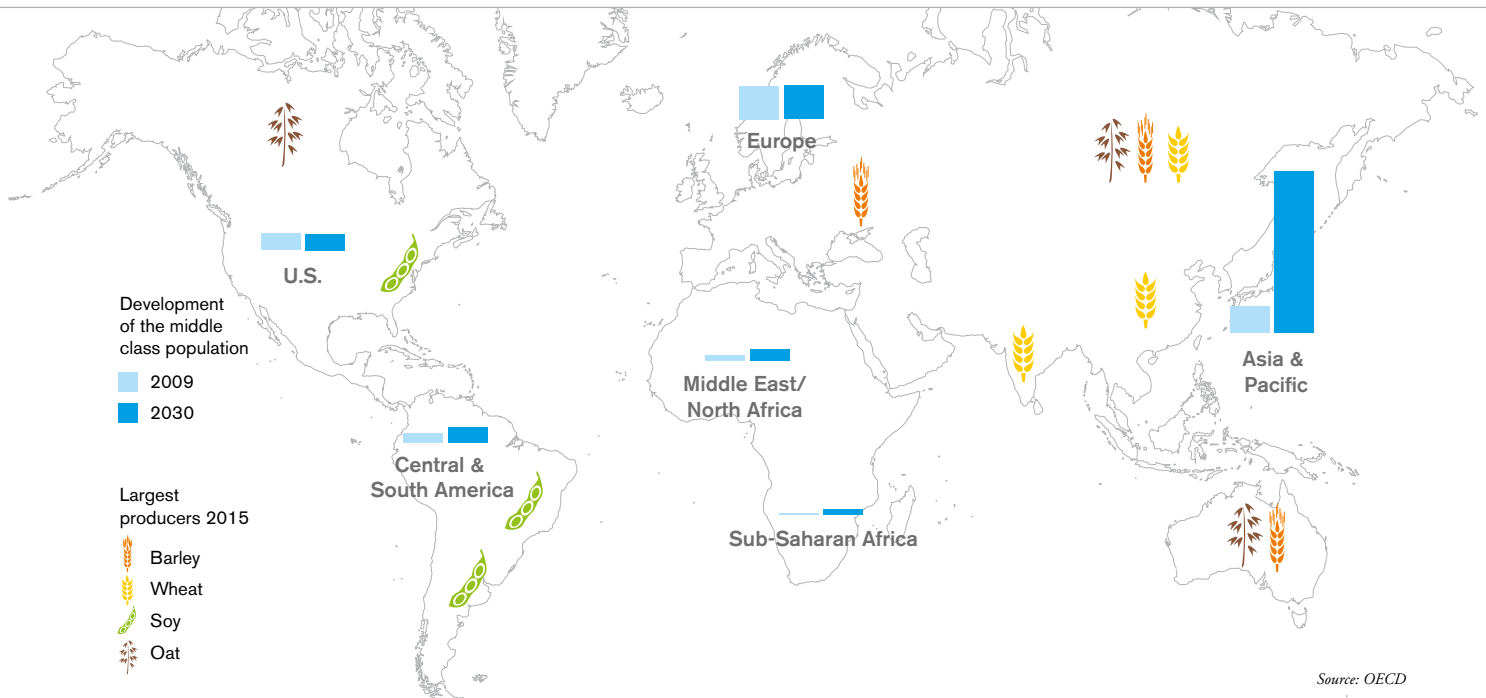 Europe
U.S.
Development
of the middle
class population
2009
2030
Asia &
Pacific
Middle East/
North Africa
Central &
South America
Sub-Saharan Africa
Largest
producers 2015
Barley
Wheat
Soy
Oat
Source: OECD